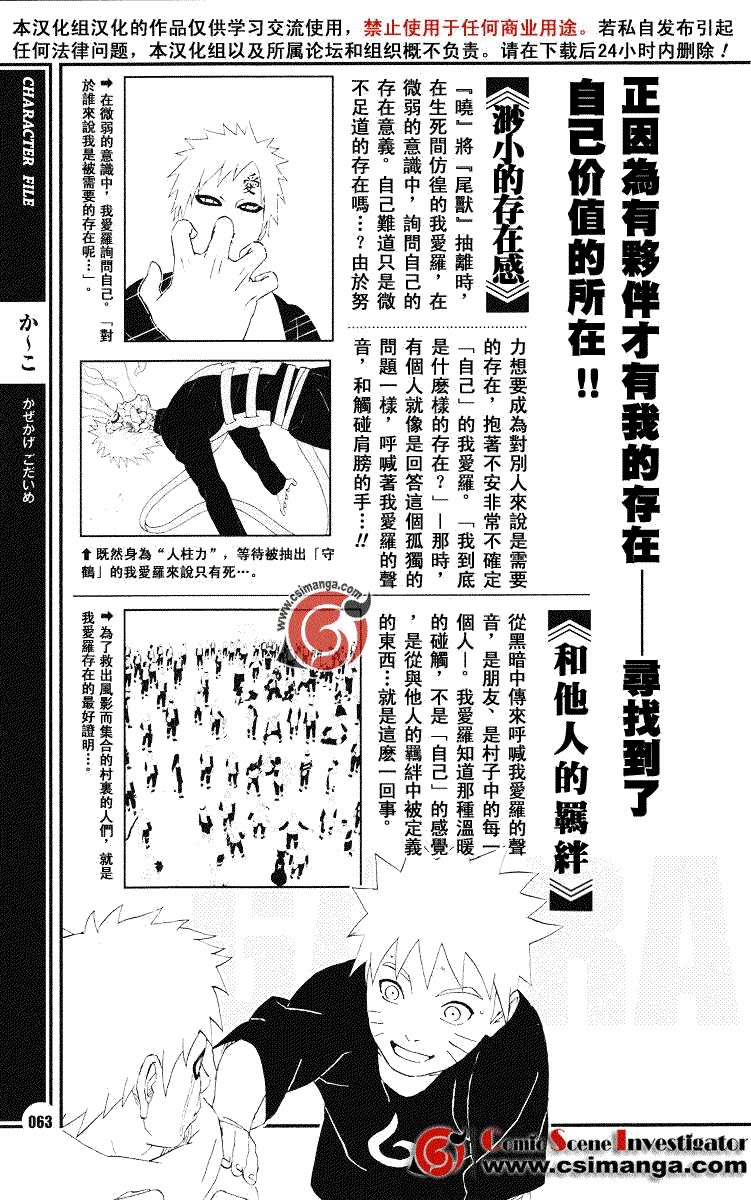 本汉化组汉化的作品仅供学习交流使用，禁止使用于任何商业用途。若私自发布引起
任何法律问题，本汉化组以及所属论坛和组织概不负责。请在下载后24小时内删除！
正因為有夥伴才有我的存在——尋找到了
自己价值的所在!!
《渺小的存在感》
『曉』將『尾獸』抽離時，
在生死間仿徨的我愛羅，在
微弱的意識中，詢問自己的
存在意義。自己難道只是微
不足道的存在嗎…？由於努
力想要成為對別人來說是需要
的存在，抱著不安非常不確定
「自己」的我愛羅。「我到底
是什麽樣的存在？」—那時，
有個人就像是回答這個孤獨的
問題一樣，呼喊著我愛羅的聲
音，和觸碰肩膀的手…!!
《和他人的羈絆》
從黑暗中傳來呼喊我愛羅的聲
音，是朋友、是村子中的每一
個人—。我愛羅知道那種溫暖
的碰觸，不是「自己」的感覺
，是從與他人的羈絆中被定義
的東西…就是這麽一回事。
➡在微弱的意識中，我愛羅詢問自己。「對
於誰來說我是被需要的存在呢…」。
⬆既然身為“人柱力”，等待被抽出「守
鶴」的我愛羅來說只有死…。
➡為了救出風影而集合的村裏的人們，就是
我愛羅存在的最好證明…。
CHARACTER FILE
か～こ
かぜかげ ごだいめ
063
GAARA
www.csimanga.com
Comic Scene Investigator
www.csimanga.com